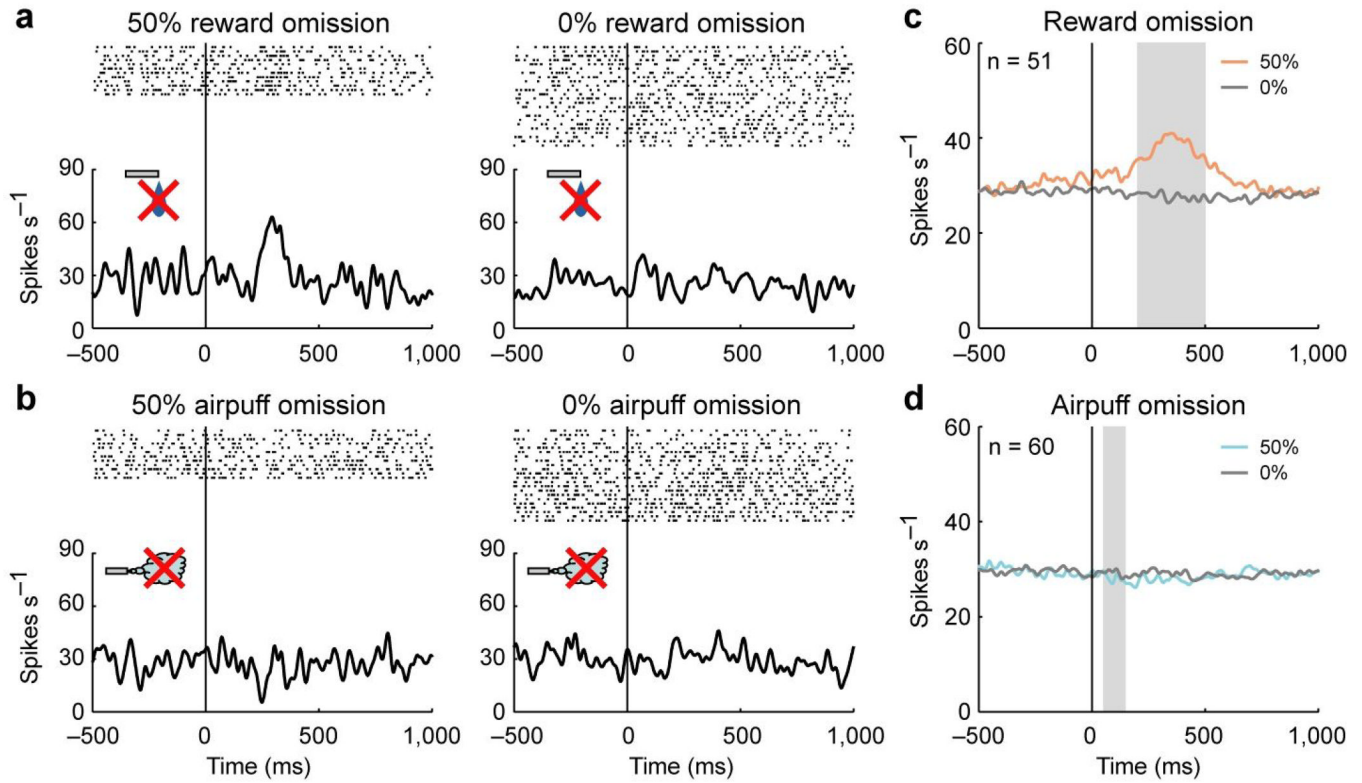 a
50% reward omission
90
60
30
0
Spikes s⁻¹
–500
0
500
1,000
0% reward omission
90
60
30
0
–500
0
500
1,000
c
Reward omission
60
40
20
0
Spikes s⁻¹
n = 51
50%
0%
–500
0
500
1,000
b
50% airpuff omission
90
60
30
0
Spikes s⁻¹
–500
0
500
1,000
Time (ms)
0% airpuff omission
90
60
30
0
–500
0
500
1,000
Time (ms)
d
Airpuff omission
60
40
20
0
Spikes s⁻¹
n = 60
50%
0%
–500
0
500
1,000
Time (ms)